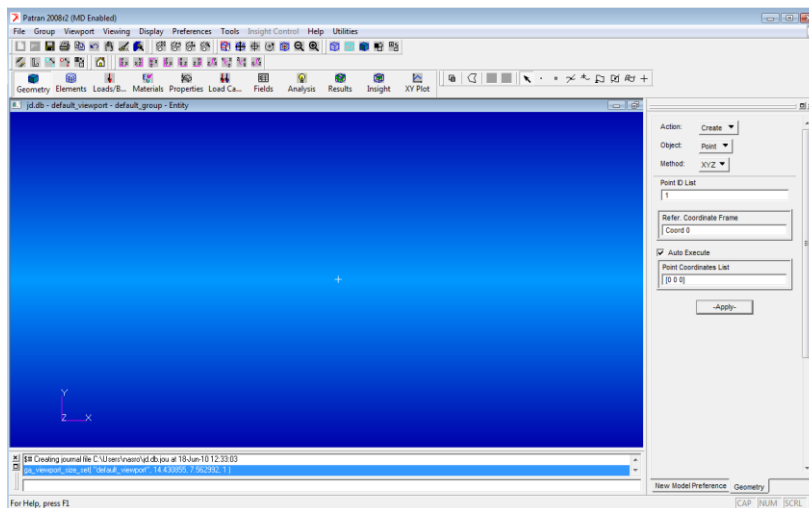 Patran 2008r2 (MD Enabled)
File Group Viewport Viewing Display Preferences Tools Insight Control Help Utilities
Geometry Elements Loads/B... Materials Properties Load Ca... Fields Analysis Results Insight XY Plot
jd.db - default_viewport - default_group - Entity
Action: Create
Object: Point
Method: XYZ
Point ID List
1
Refer. Coordinate Frame
Coord 0
Auto Execute
Point Coordinates List
[0 0 0]
-Apply-
Y
Z X
$# Creating journal file C:\Users\nasro\jd.db.jou at 18-Jun-10 12:33:03
ga_viewport_size_set( "default_viewport", 14.430855, 7.562992, 1 )
New Model Preference Geometry
For Help, press F1
CAP NUM SCRL